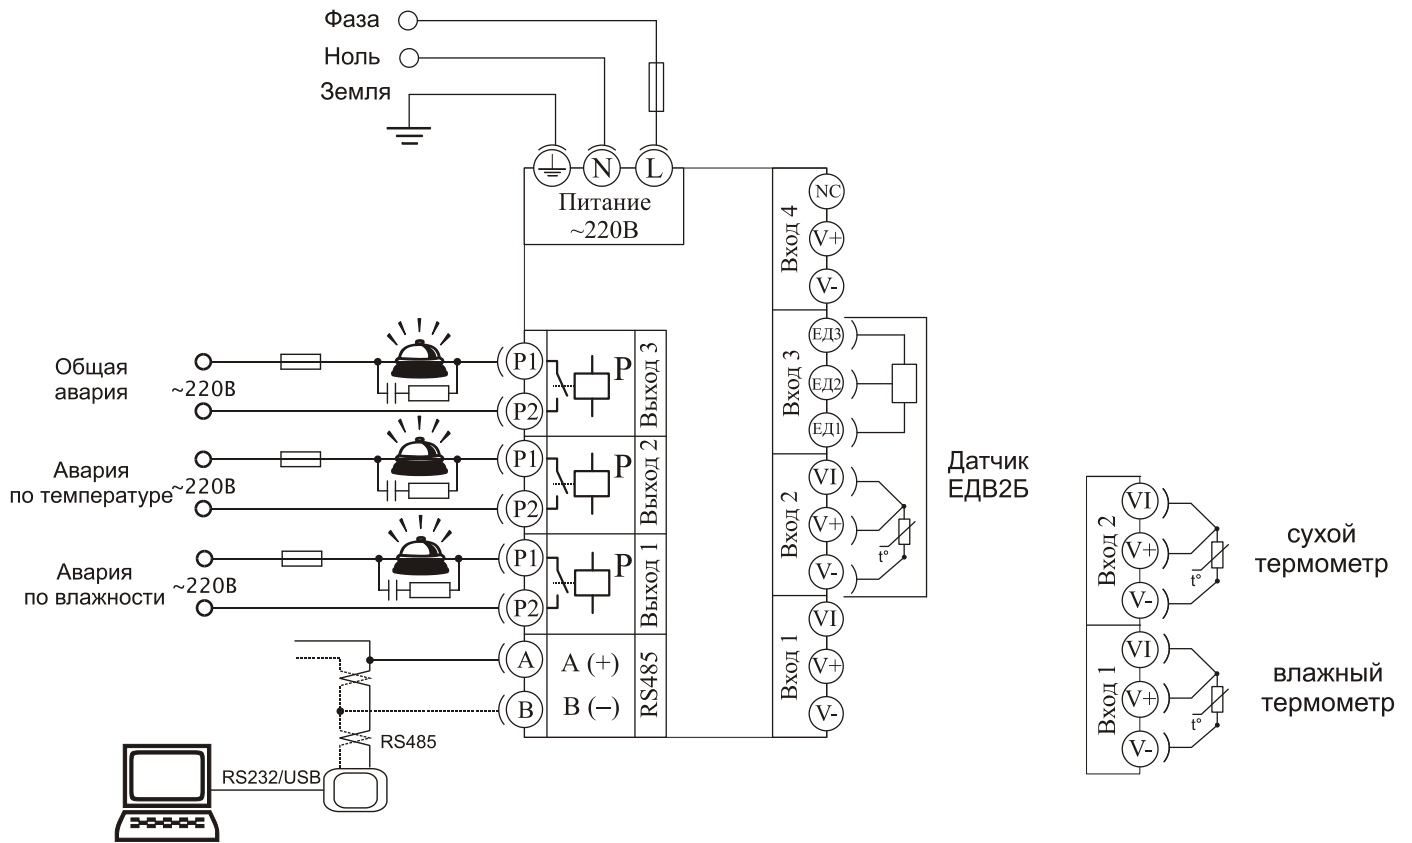 Фаза
Ноль
Земля
N
L
Питание
~220В
Вход 4
NC
V+
V-
Вход 3
ЕД3
ЕД2
ЕД1
Вход 2
VI
V+
V-
t°
Вход 1
VI
V+
V-
Датчик
ЕДВ2Б
Общая
авария
~220В
P1
P2
P
Выход 3
Авария
по температуре
~220В
P1
P2
P
Выход 2
Авария
по влажности
~220В
P1
P2
P
Выход 1
A
A (+)
B
B (–)
RS485
RS485
RS232/USB
Вход 2
VI
V+
V-
t°
сухой
термометр
Вход 1
VI
V+
V-
t°
влажный
термометр